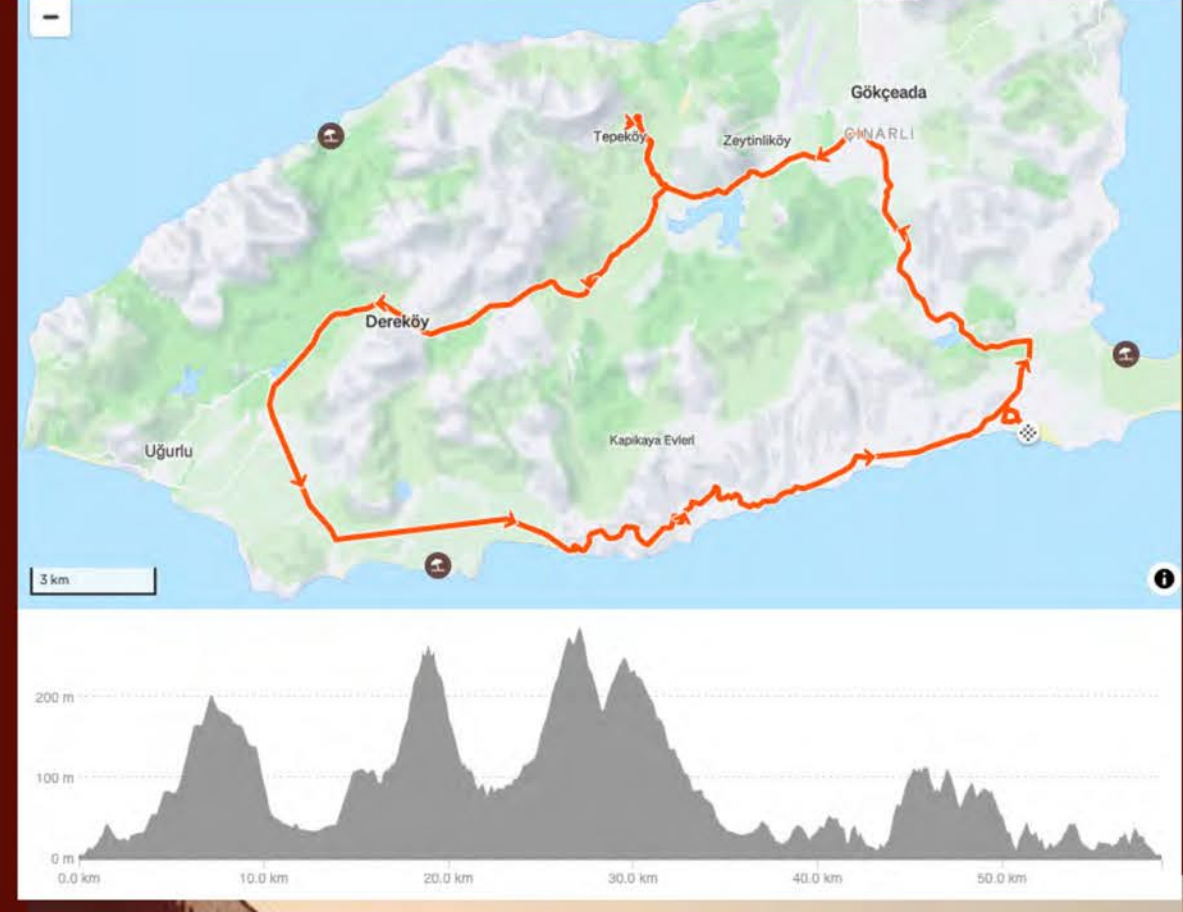 −
Gökçeada
ÇINARLI
Tepeköy
Zeytinliköy
Dereköy
Uğurlu
Kapıkaya Evleri
3 km
200 m
100 m
0 m
0.0 km 10.0 km 20.0 km 30.0 km 40.0 km 50.0 km